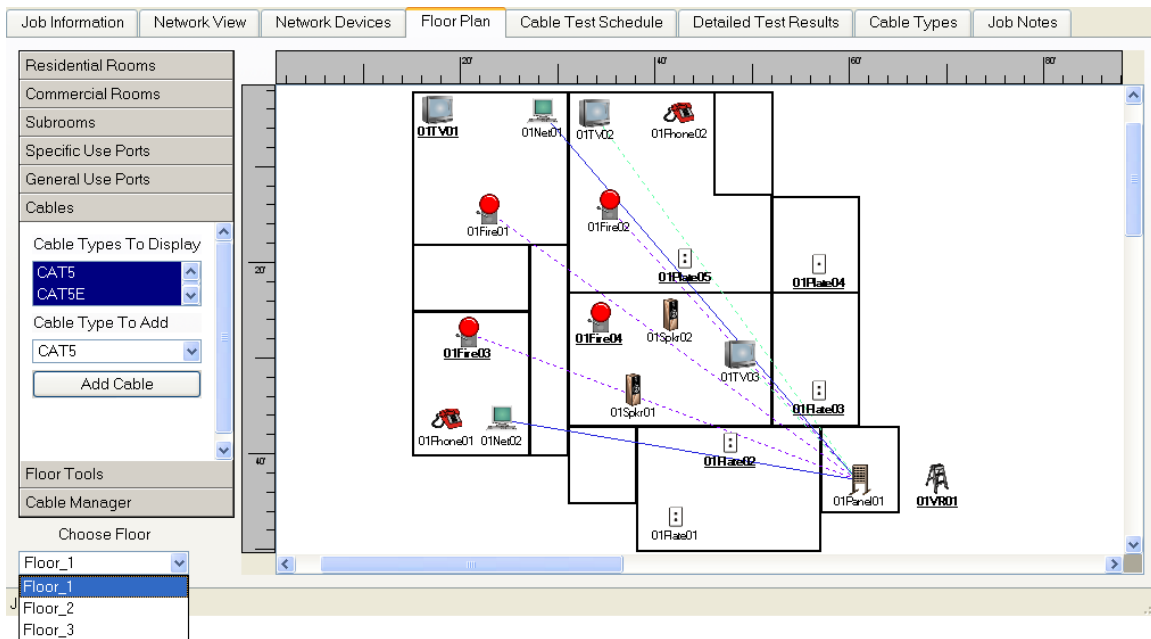 Job Information Network View Network Devices Floor Plan Cable Test Schedule Detailed Test Results Cable Types Job Notes
Residential Rooms
Commercial Rooms
Subrooms
Specific Use Ports
General Use Ports
Cables
Cable Types To Display
CAT5
CAT5E
Cable Type To Add
CAT5
Add Cable
Floor Tools
Cable Manager
Choose Floor
Floor_1
Floor_1
Floor_2
Floor_3
J
20' 40' 60' 80'
20'
40'
01TV01 01Net01 01TV02 01Phone02
01Fire01 01Fire02
01Plate05 01Plate04
01Fire03 01Fire04 01Spkr02
01TV03
01Spkr01 01Plate03
01Phone01 01Net02
01Plate02
01Panel01 01VR01
01Plate01